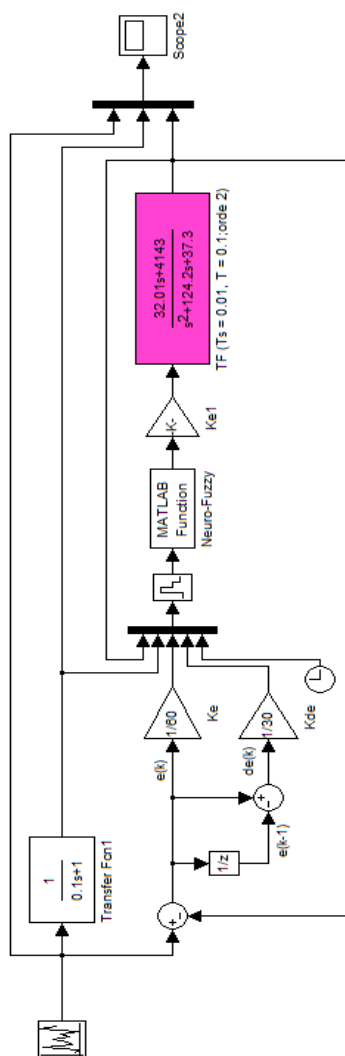 1
0.1s+1
Transfer Fcn1
e(k)
1/60
Ke
1/z
e(k-1)
de(k)
1/30
Kde
MATLAB
Function
Neuro-Fuzzy
-K-
Ke1
32.01s+4143
s2+124.2s+37.3
TF (Ts = 0.01, T = 0.1;orde 2)
Scope2